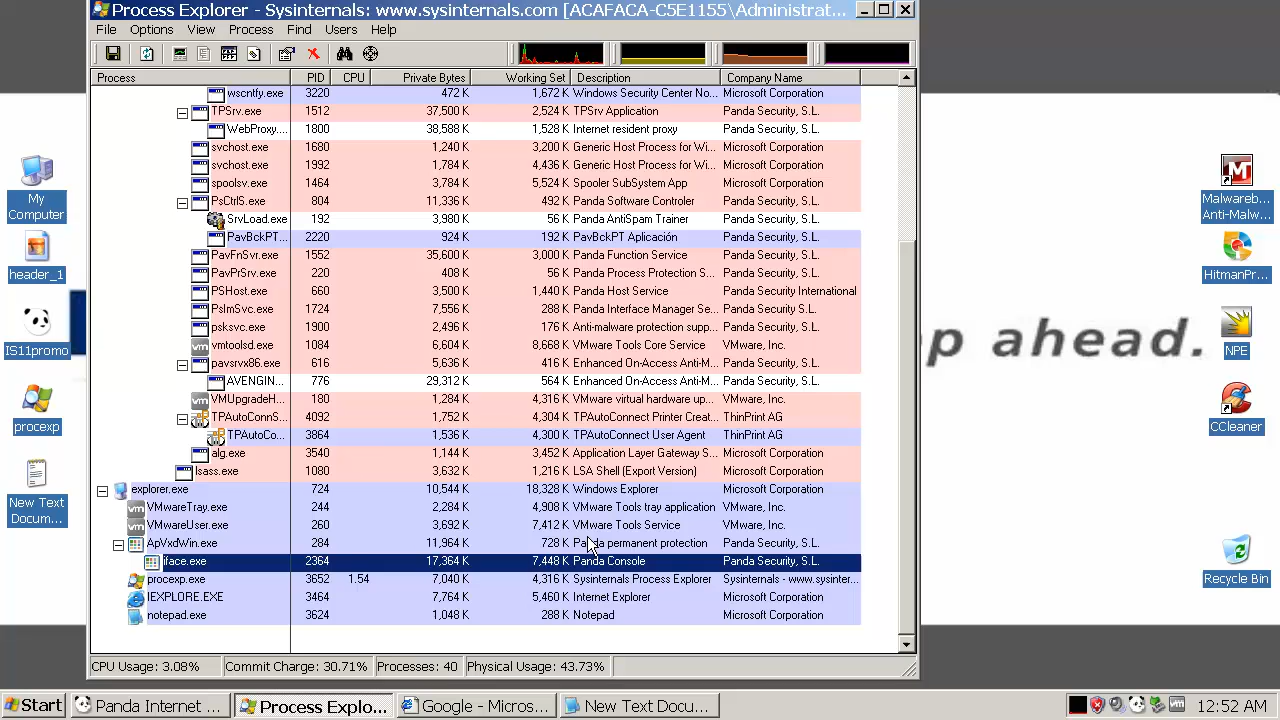 Process Explorer - Sysinternals: www.sysinternals.com [ACAFACA-C5E1155\Administrat...
File Options View Process Find Users Help
Process PID CPU Private Bytes Working Set Description Company Name
wscntfy.exe 3220 472 K 1,672 K Windows Security Center No... Microsoft Corporation
TPSrv.exe 1512 37,500 K 2,524 K TPSrv Application Panda Security, S.L.
WebProxy.... 1800 38,588 K 1,528 K Internet resident proxy Panda Security, S.L.
svchost.exe 1680 1,240 K 3,200 K Generic Host Process for Wi... Microsoft Corporation
svchost.exe 1992 1,784 K 4,436 K Generic Host Process for Wi... Microsoft Corporation
spoolsv.exe 1464 3,784 K 5,524 K Spooler SubSystem App Microsoft Corporation
PsCtrlS.exe 804 11,336 K 492 K Panda Software Controler Panda Security, S.L.
SrvLoad.exe 192 3,980 K 56 K Panda AntiSpam Trainer Panda Security, S.L.
PavBckPT... 2220 924 K 192 K PavBckPT Aplicación Panda Security, S.L.
PavFnSvr.exe 1552 35,600 K 3,000 K Panda Function Service Panda Security, S.L.
PavPrSrv.exe 220 48 K 56 K Panda Process Protection S... Panda Security, S.L.
PSHost.exe 660 3,500 K 1,440 K Panda Host Service Panda Security International
PsImSvc.exe 1724 7,556 K 28 K Panda Interface Manager Se... Panda Security S.L.
psksvc.exe 1900 2,496 K 176 K Anti-malware protection supp... Panda Security, S.L.
vmtoolsd.exe 1084 6,604 K 8,668 K VMware Tools Core Service VMware, Inc.
pavsrvx86.exe 616 5,636 K 416 K Enhanced On-Access Anti-M... Panda Security, S.L.
AVENGIN... 776 29,312 K 564 K Enhanced On-Access Anti-M... Panda Security, S.L.
VMUpgradeH... 180 1,284 K 4,316 K VMware virtual hardware up... VMware, Inc.
TPAutoConnS... 4092 1,752 K 4,304 K TPAutoConnect Printer Creat... ThinPrint AG
TPAutoCo... 3864 1,536 K 4,300 K TPAutoConnect User Agent ThinPrint AG
alg.exe 3540 1,144 K 3,452 K Application Layer Gateway S... Microsoft Corporation
lsass.exe 1080 3,632 K 1,216 K LSA Shell (Export Version) Microsoft Corporation
explorer.exe 724 10,544 K 18,328 K Windows Explorer Microsoft Corporation
VMwareTray.exe 244 2,284 K 4,908 K VMware Tools tray application VMware, Inc.
VMwareUser.exe 260 3,692 K 7,412 K VMware Tools Service VMware, Inc.
ApVxdWin.exe 284 11,964 K 728 K Panda permanent protection Panda Security, S.L.
iface.exe 2364 17,364 K 7,448 K Panda Console Panda Security, S.L.
procexp.exe 3652 1.54 7,040 K 4,316 K Sysinternals Process Explorer Sysinternals - www.sysinter...
IEXPLORE.EXE 3464 7,764 K 5,460 K Internet Explorer Microsoft Corporation
notepad.exe 3624 1,048 K 288 K Notepad Microsoft Corporation
CPU Usage: 3.08% Commit Charge: 30.71% Processes: 40 Physical Usage: 43.73%
My
Computer
header_1
IS11promo
procexp
New Text
Docum...
p ahead.
Malwareb...
Anti-Malw...
HitmanPr...
NPE
CCleaner
Recycle Bin
Start Panda Internet ... Process Explo... Google - Micros... New Text Docu... 12:52 AM